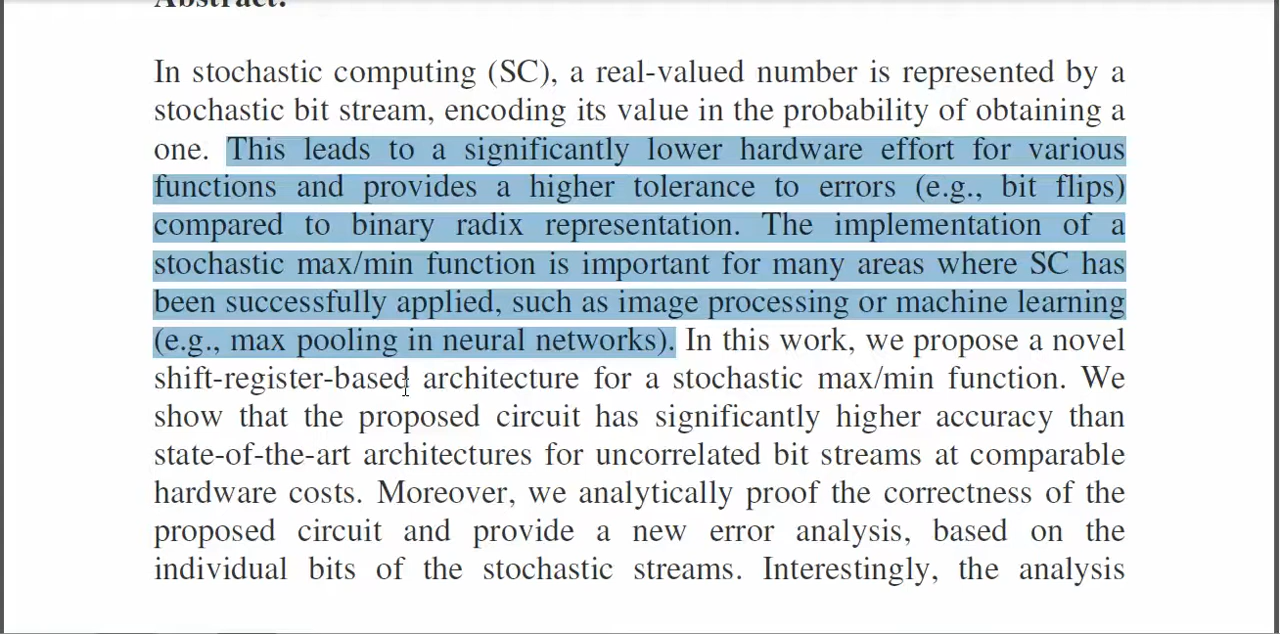 Abstract:
In stochastic computing (SC), a real-valued number is represented by a
stochastic bit stream, encoding its value in the probability of obtaining a
one. This leads to a significantly lower hardware effort for various
functions and provides a higher tolerance to errors (e.g., bit flips)
compared to binary radix representation. The implementation of a
stochastic max/min function is important for many areas where SC has
been successfully applied, such as image processing or machine learning
(e.g., max pooling in neural networks). In this work, we propose a novel
shift-register-based architecture for a stochastic max/min function. We
show that the proposed circuit has significantly higher accuracy than
state-of-the-art architectures for uncorrelated bit streams at comparable
hardware costs. Moreover, we analytically proof the correctness of the
proposed circuit and provide a new error analysis, based on the
individual bits of the stochastic streams. Interestingly, the analysis